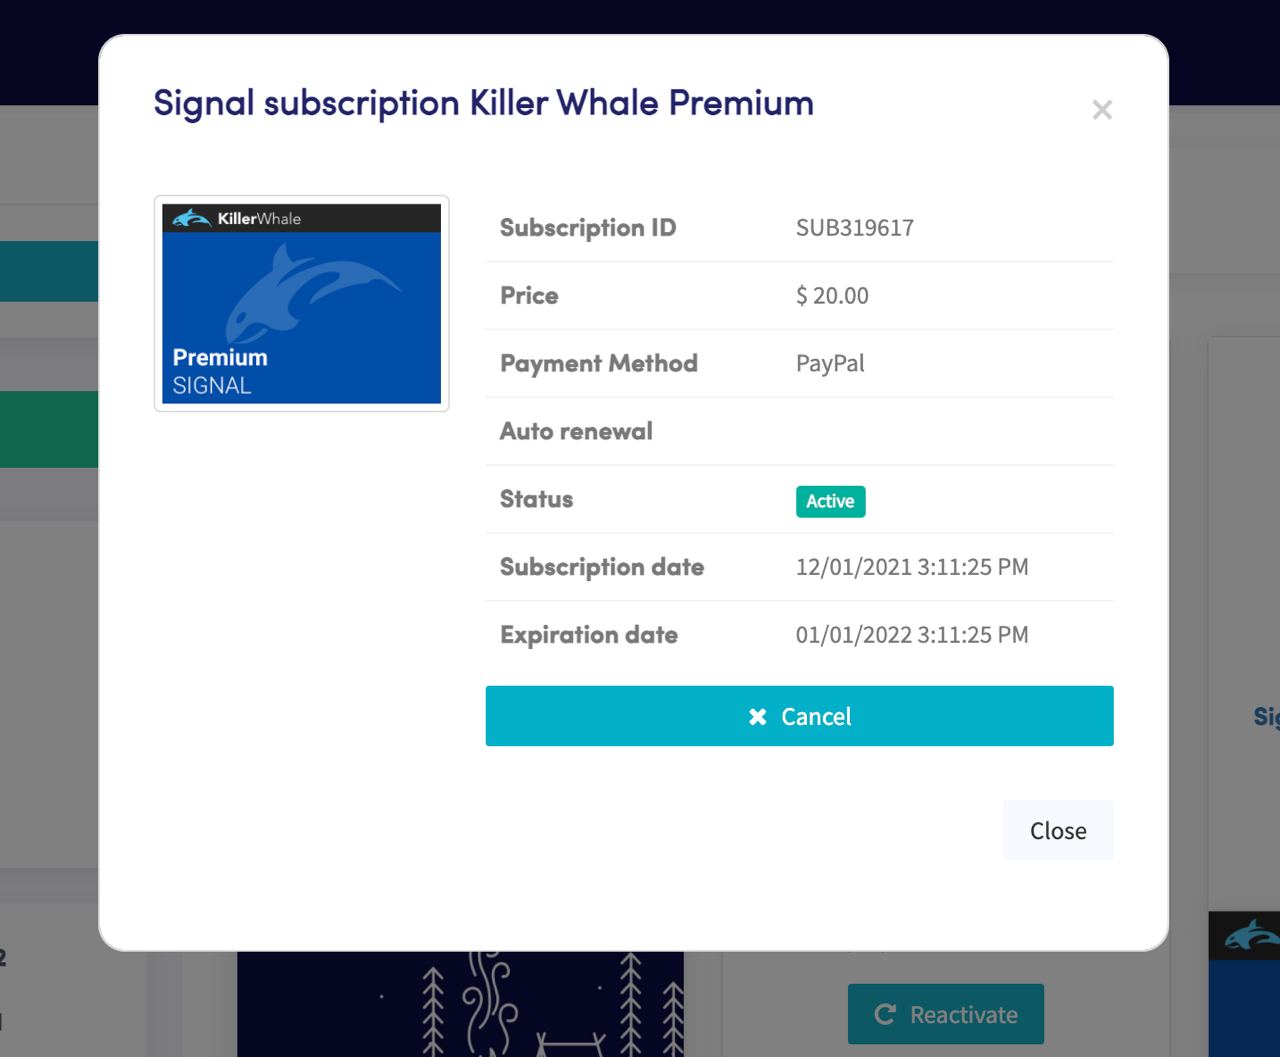 Signal subscription Killer Whale Premium
×
KillerWhale
Premium
SIGNAL
Subscription ID SUB319617
Price $ 20.00
Payment Method PayPal
Auto renewal
Status Active
Subscription date 12/01/2021 3:11:25 PM
Expiration date 01/01/2022 3:11:25 PM
Cancel
Close
Reactivate